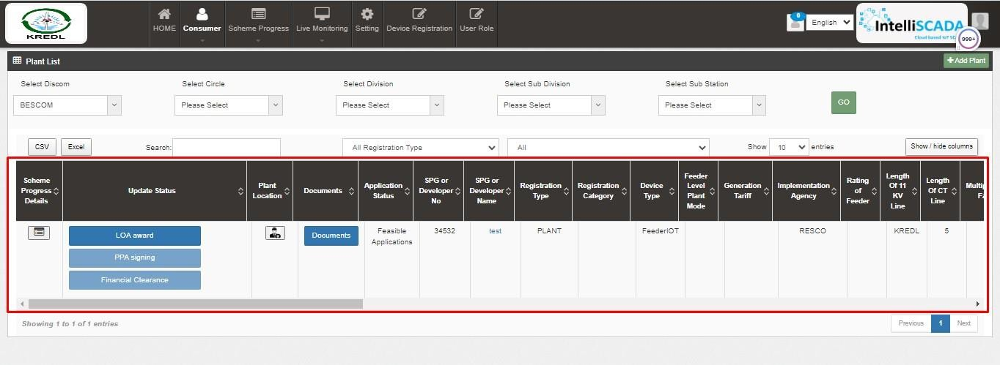 KREDL
HOME
Consumer
Scheme Progress
Live Monitoring
Setting
Device Registration
User Role
0
English
IntelliSCADA
Cloud based IoT SC
999+
Plant List
+Add Plant
Select Discom
Select Circle
Select Division
Select Sub Division
Select Sub Station
BESCOM
Please Select
Please Select
Please Select
Please Select
GO
CSV
Excel
Search:
All Registration Type
All
Show 10 entries
Show / hide columns
Scheme
Progress
Details
Update Status
Plant
Location
Documents
Application
Status
SPG or
Developer
No
SPG or
Developer
Name
Registration
Type
Registration
Category
Device
Type
Feeder
Level
Plant
Mode
Generation
Tariff
Implementation
Agency
Rating
of
Feeder
Length
Of 11
KV
Line
Length
Of CT
Line
LOA award
PPA signing
Financial Clearance
Documents
Feasible
Applications
34532
test
PLANT
FeederIOT
RESCO
KREDL
5
Showing 1 to 1 of 1 entries
Previous
1
Next